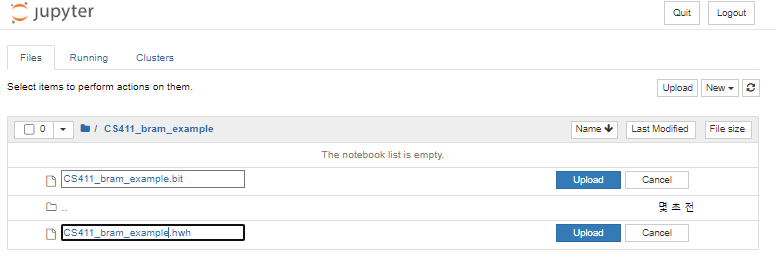 jupyter
Quit Logout
Files Running Clusters
Select items to perform actions on them.
Upload New
0 / CS411_bram_example Name Last Modified File size
The notebook list is empty.
CS411_bram_example.bit Upload Cancel
.. 몇 초 전
CS411_bram_example.hwh Upload Cancel